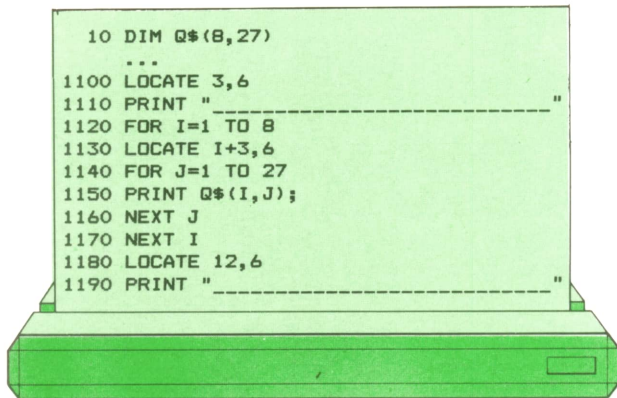 10 DIM Q$(8,27)
...
1100 LOCATE 3,6
1110 PRINT "___________________________"
1120 FOR I=1 TO 8
1130 LOCATE I+3,6
1140 FOR J=1 TO 27
1150 PRINT Q$(I,J);
1160 NEXT J
1170 NEXT I
1180 LOCATE 12,6
1190 PRINT "___________________________"